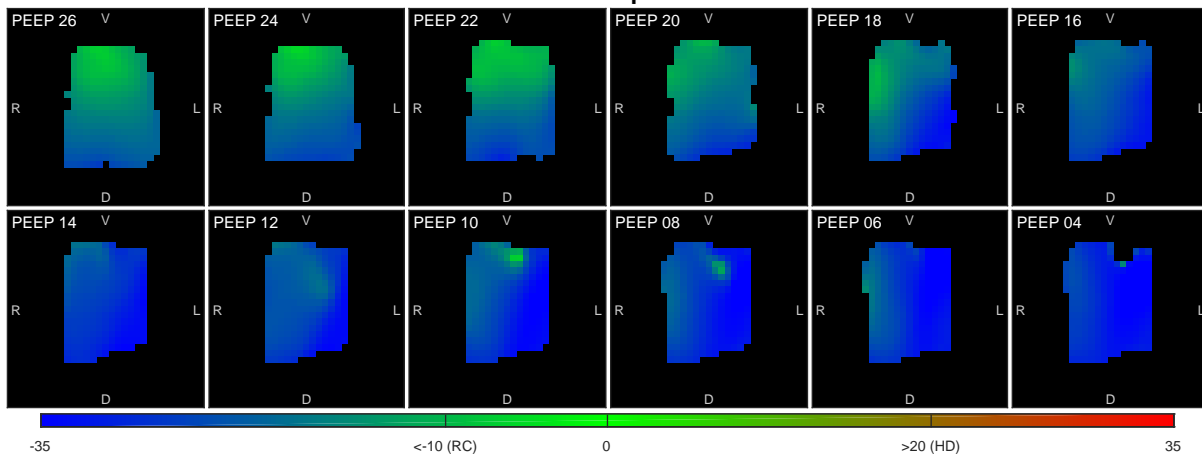 PEEP 26 V R L D
PEEP 24 V R L D
PEEP 22 V R L D
PEEP 20 V R L D
PEEP 18 V R L D
PEEP 16 V R L D
PEEP 14 V R L D
PEEP 12 V R L D
PEEP 10 V R L D
PEEP 08 V R L D
PEEP 06 V R L D
PEEP 04 V R L D
-35 <-10 (RC) 0 >20 (HD) 35